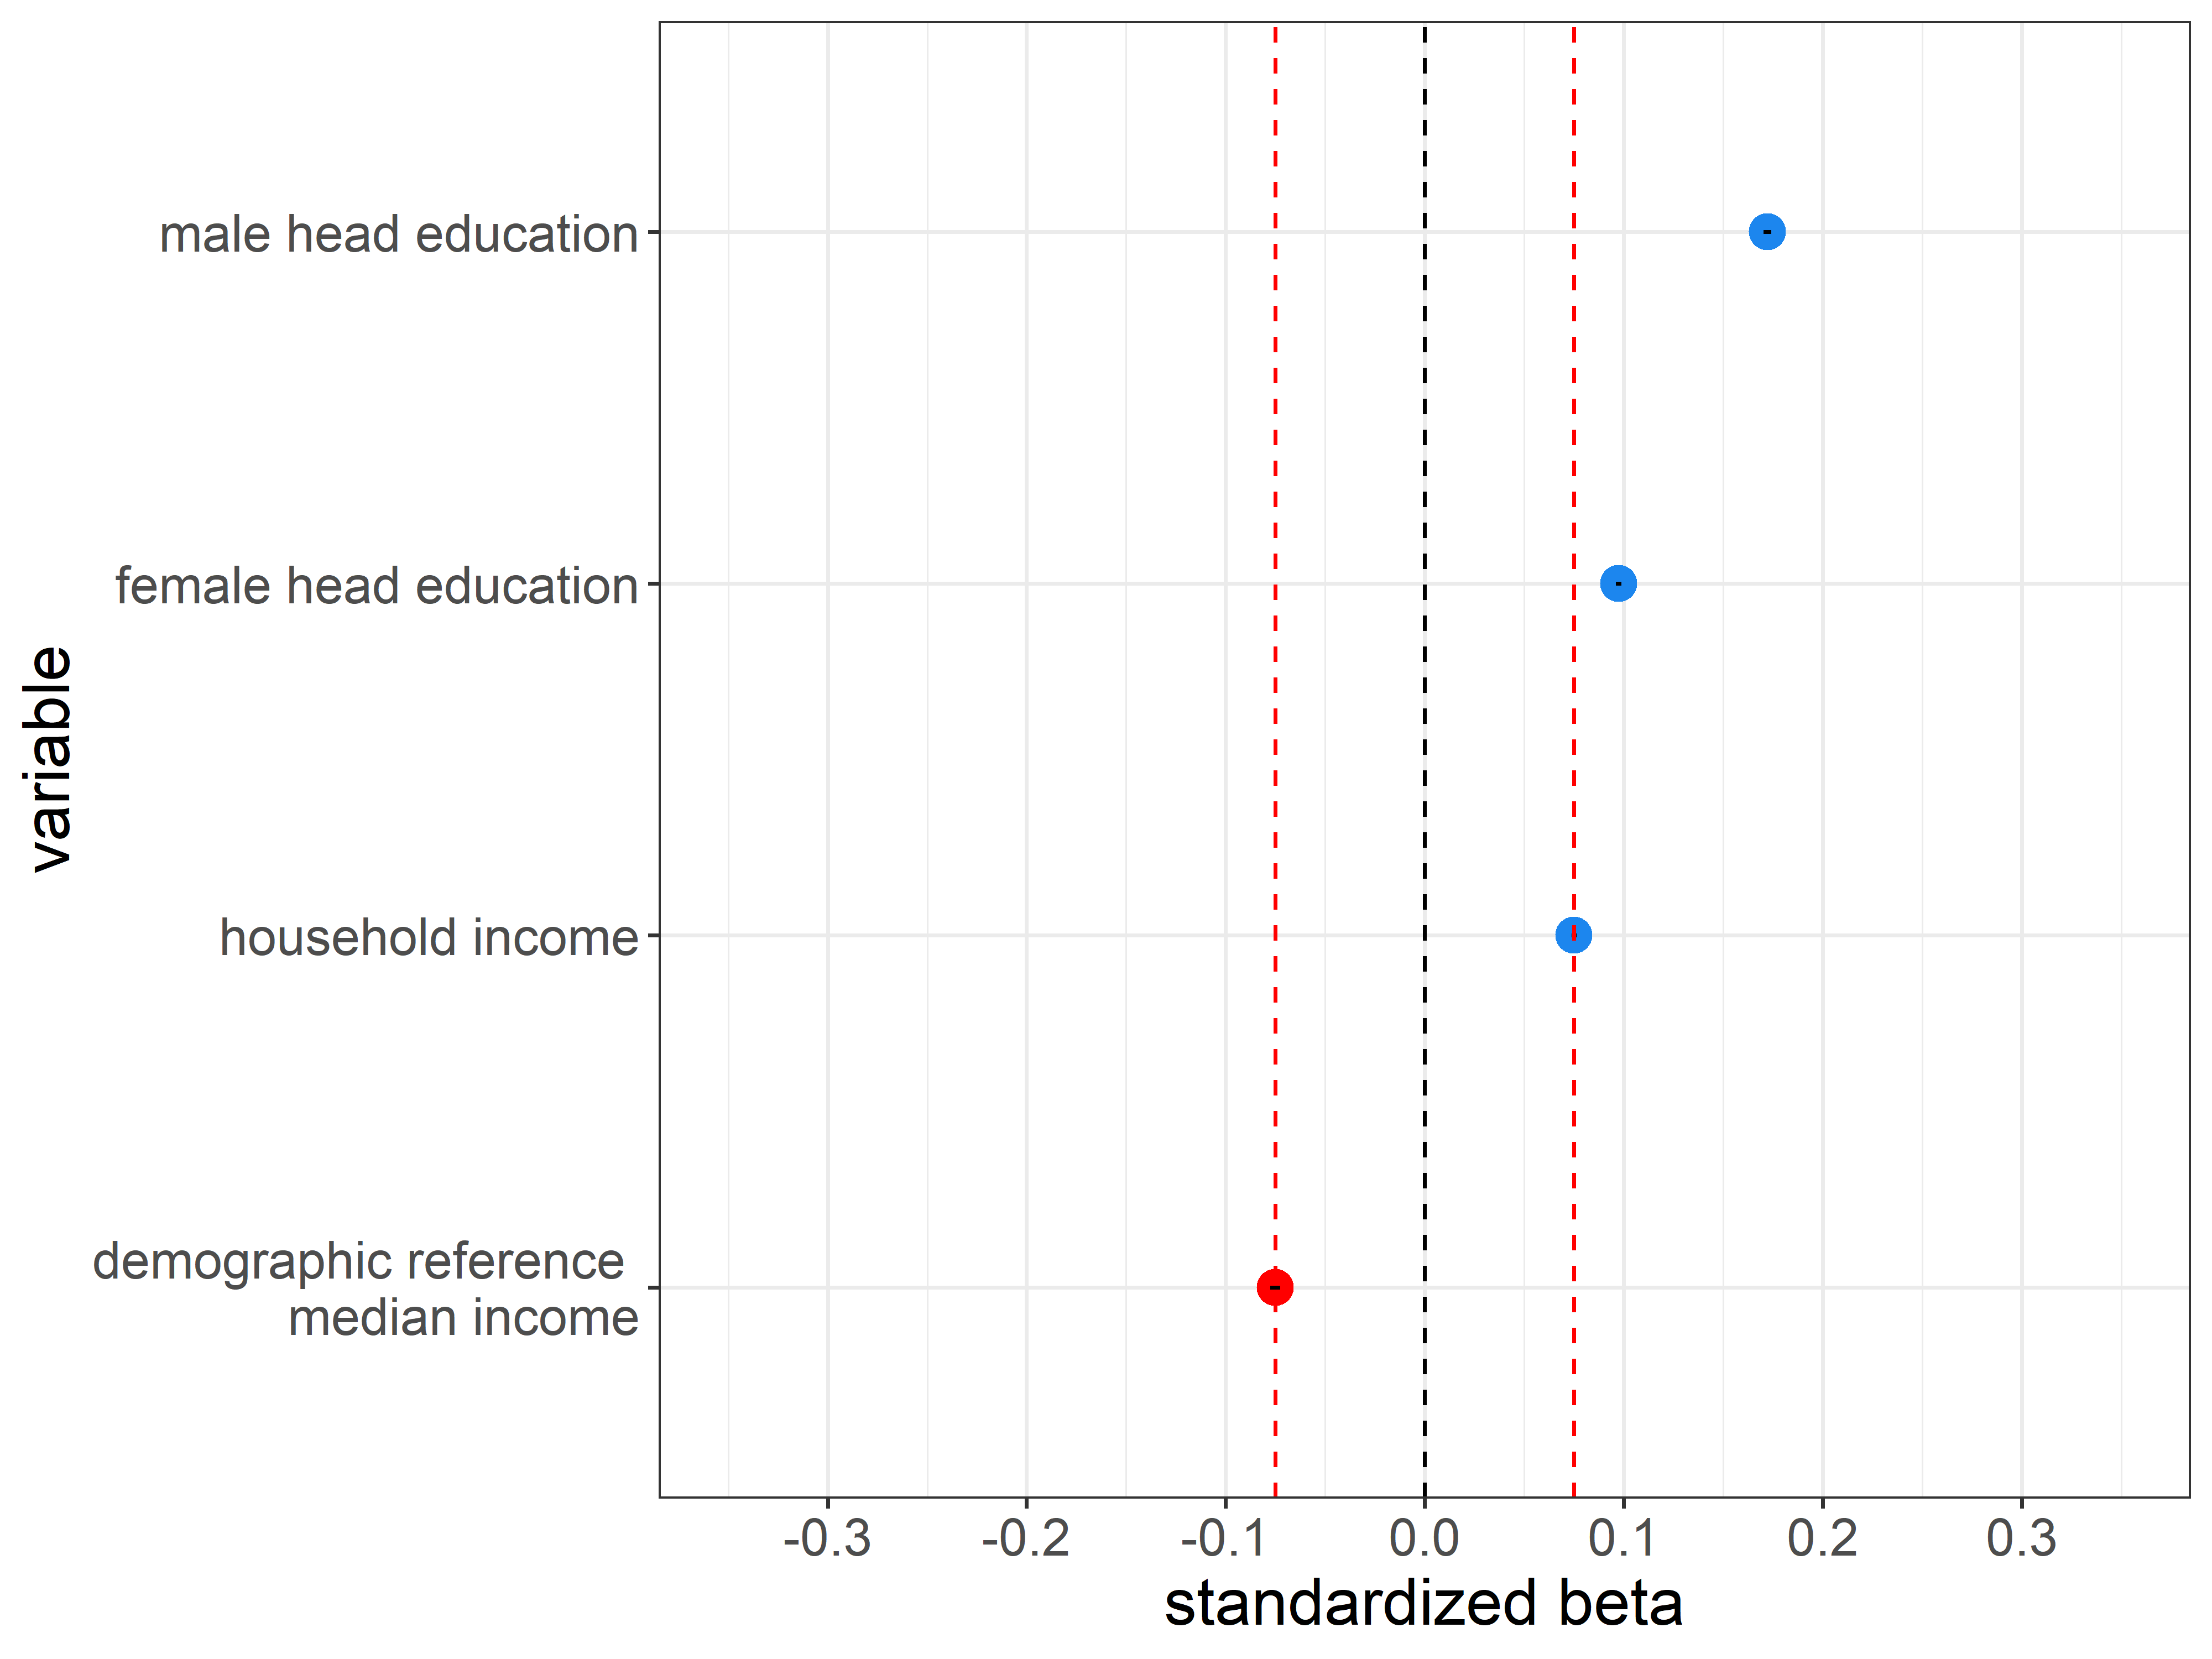 variable
male head education
female head education
household income
demographic reference
median income
-0.3 -0.2 -0.1 0.0 0.1 0.2 0.3
standardized beta